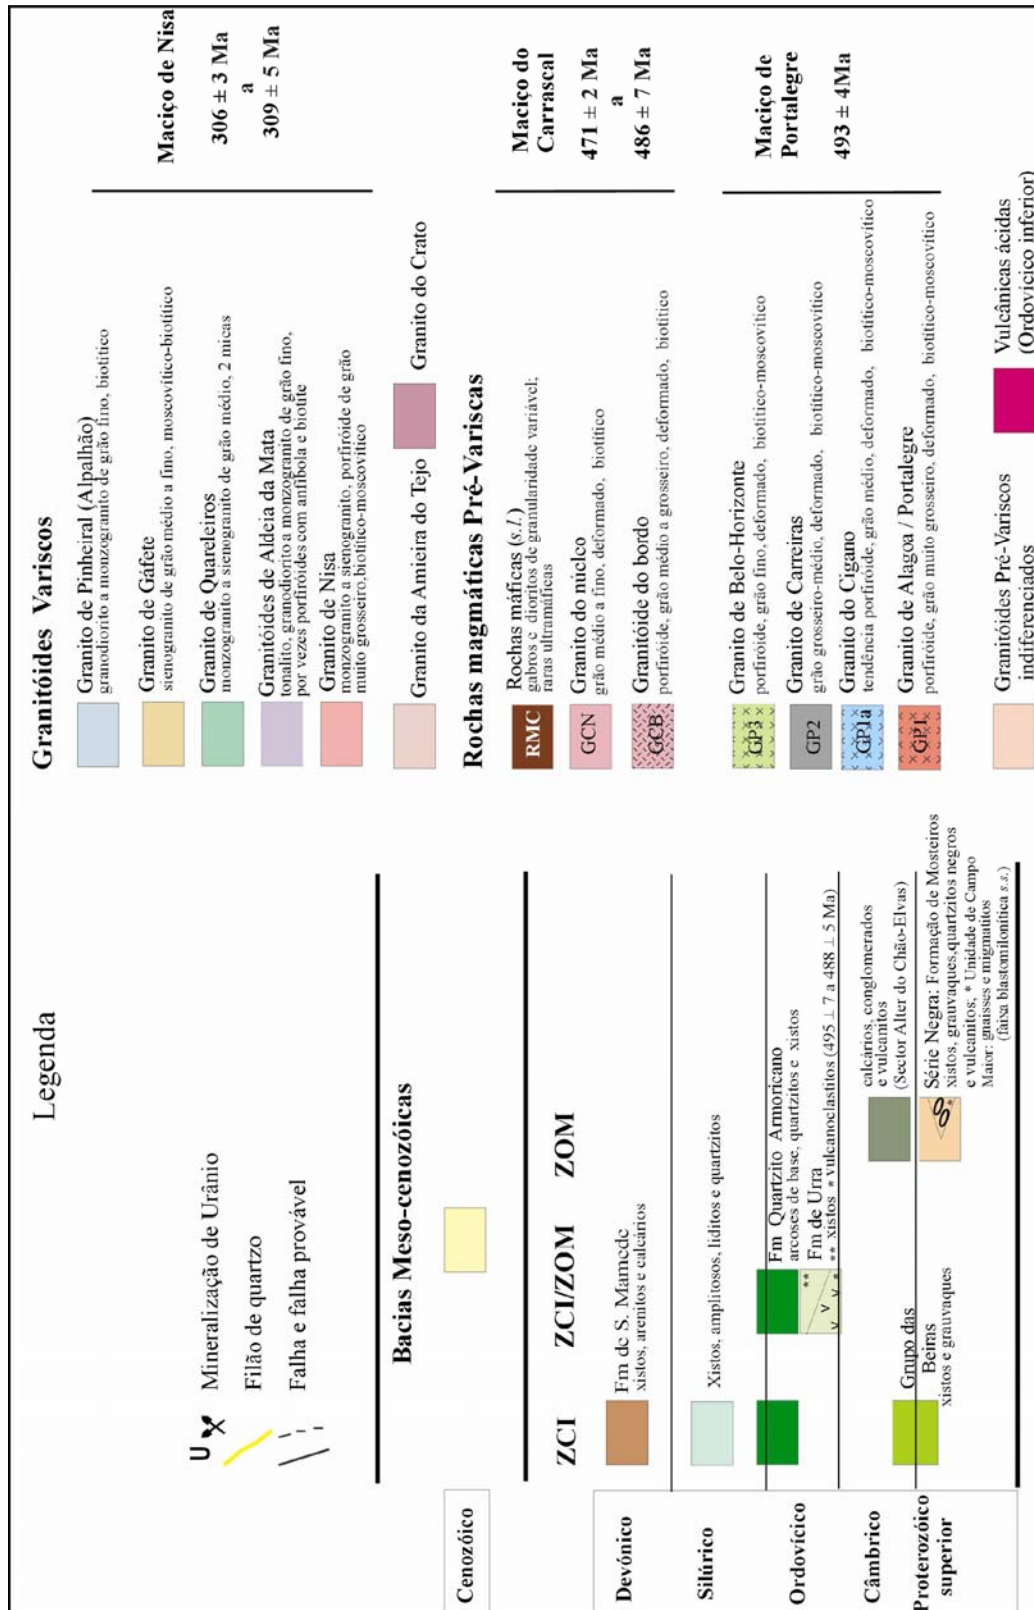 Legenda
U Mineralização de Urânio
Filão de quartzo
Falha e falha provável
Bacias Meso-cenozóicas
Cenozóico
ZCI
ZCI/ZOM
ZOM
Devónico
Fm de S. Mamede
xistos, arenitos e calcários
Silúrico
Xistos, amplitosos, liditos e quartzitos
Ordovícico
Fm Quartzito Armoricano
arcoses de base, quartzitos e xistos
Fm de Urra
** xistos * vulcanoclastitos (495 ± 7 a 488 ± 5 Ma)
**
v
v v *
Câmbrico
calcários, conglomerados
e vulcanitos
(Sector Alter do Chão-Elvas)
Grupo das
Beiras
xistos e grauvaques
Proterozóico
superior
*
Série Negra: Formação de Mosteiros
xistos, grauvaques,quartzitos negros
e vulcanitos; * Unidade de Campo
Maior: gnaisses e migmatitos
(faixa blastomilonítica s.s.)
Granitóides Variscos
Granito de Pinheiral (Alpalhão)
granodiorito a monzogranito de grão fino, biotítico
Granito de Gáfete
sienogranito de grão médio a fino, moscovítico-biotítico
Granito de Quareleiros
monzogranito a sienogranito de grão médio, 2 micas
Granitóides de Aldeia da Mata
tonalito, granodiorito a monzogranito de grão fino,
por vezes porfiróides com anfíbola e biotite
Granito de Nisa
monzogranito a sienogranito, porfiróide de grão
muito grosseiro,biotítico-moscovítico
Maciço de Nisa
306 ± 3 Ma
a
309 ± 5 Ma
Granito da Amieira do Tejo
Granito do Crato
Rochas magmáticas Pré-Variscas
RMC
Rochas máficas (s.l.)
gabros e dioritos de granularidade variável;
raras ultramáficas
GCN
Granito do núcleo
grão médio a fino, deformado, biotítico
GCB
Granitóide do bordo
porfiróide, grão médio a grosseiro, deformado, biotítico
Maciço do
Carrascal
471 ± 2 Ma
a
486 ± 7 Ma
GP3
Granito de Belo-Horizonte
porfiróide, grão fino, deformado, biotítico-moscovítico
GP2
Granito de Carreiras
grão grosseiro-médio, deformado, biotítico-moscovítico
GP1a
Granito do Cigano
tendência porfiróide, grão médio, deformado, biotítico-moscovítico
GP1
Granito de Alagoa / Portalegre
porfiróide, grão muito grosseiro, deformado, biotítico-moscovítico
Maciço de
Portalegre
493 ± 4Ma
Granitóides Pré-Variscos
indiferenciados
Vulcânicas ácidas
(Ordovícico inferior)